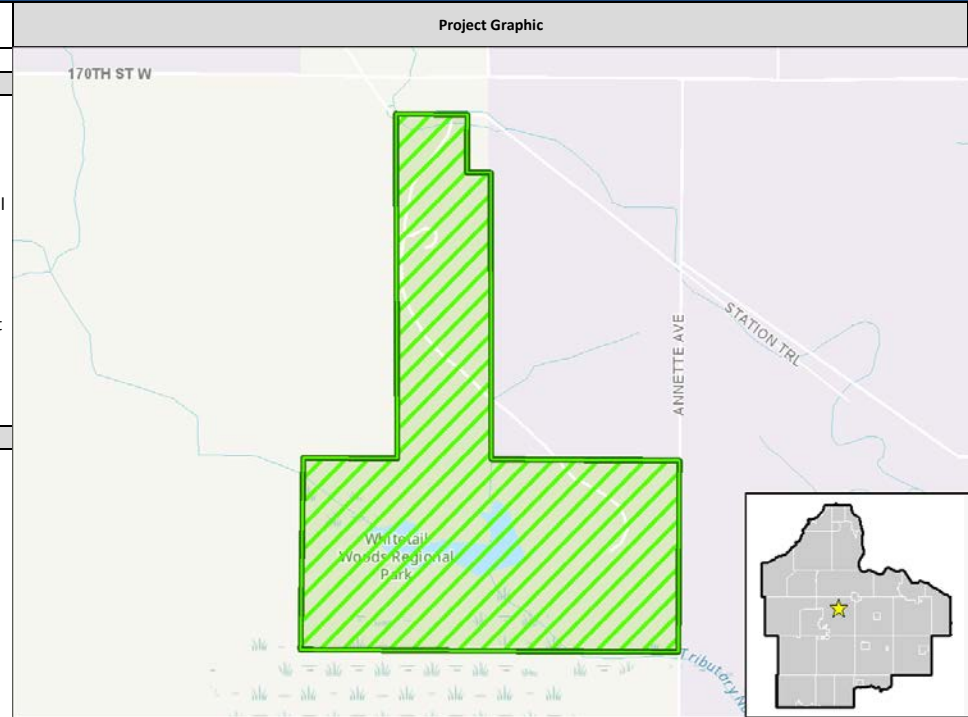 Project Graphic
170TH ST W
l
STATION TRL
ANNETTE AVE
Whitetail
Woods Regional
Park
Tributary